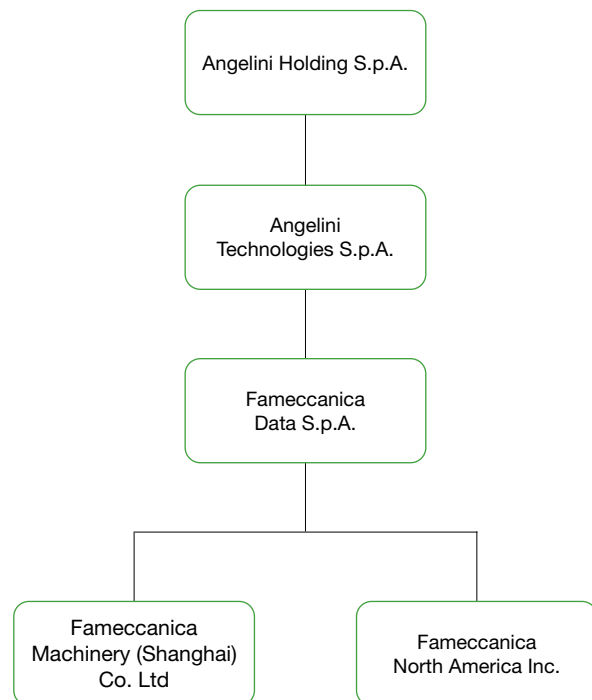 Angelini Holding S.p.A.
Angelini
Technologies S.p.A.
Fameccanica
Data S.p.A.
Fameccanica
Machinery (Shanghai)
Co. Ltd
Fameccanica
North America Inc.